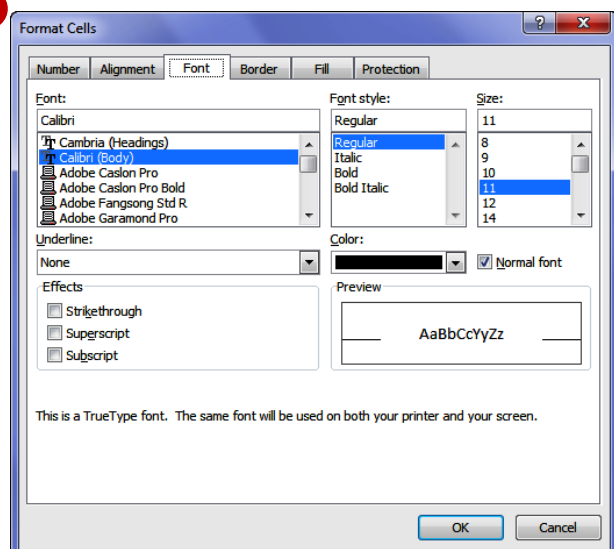 Format Cells
Number Alignment Font Border Fill Protection
Font: Font style: Size:
Calibri Regular 11
Cambria (Headings) Regular 8
Calibri (Body) Italic 9
Adobe Caslon Pro Bold 10
Adobe Caslon Pro Bold Bold Italic 11
Adobe Fangsong Std R 12
Adobe Garamond Pro 14
Underline: Color:
None Normal font
Effects Preview
Strikethrough
Superscript AaBbCcYyZz
Subscript
This is a TrueType font. The same font will be used on both your printer and your screen.
OK Cancel